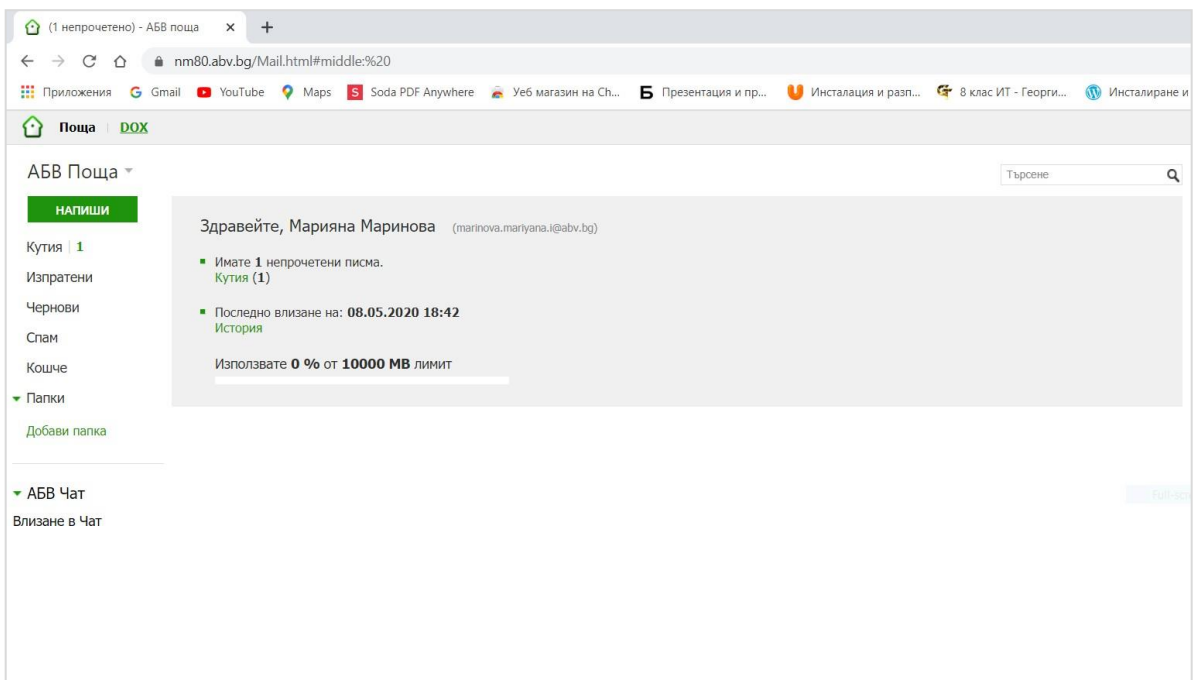 (1 непрочетено) - АБВ поща
nm80.abv.bg/Mail.html#middle:%20
Приложения Gmail YouTube Maps Soda PDF Anywhere Уеб магазин на Ch... Презентация и пр... Инсталация и разп... 8 клас ИТ - Георги... Инсталиране и
Поща DOX
АБВ Поща
Търсене
НАПИШИ
Кутия 1
Изпратени
Чернови
Спам
Кошче
Папки
Добави папка
АБВ Чат
Влизане в Чат
Здравейте, Марияна Маринова (marinova.mariyana.i@abv.bg)
Имате 1 непрочетени писма.
Кутия (1)
Последно влизане на: 08.05.2020 18:42
История
Използвате 0 % от 10000 MB лимит